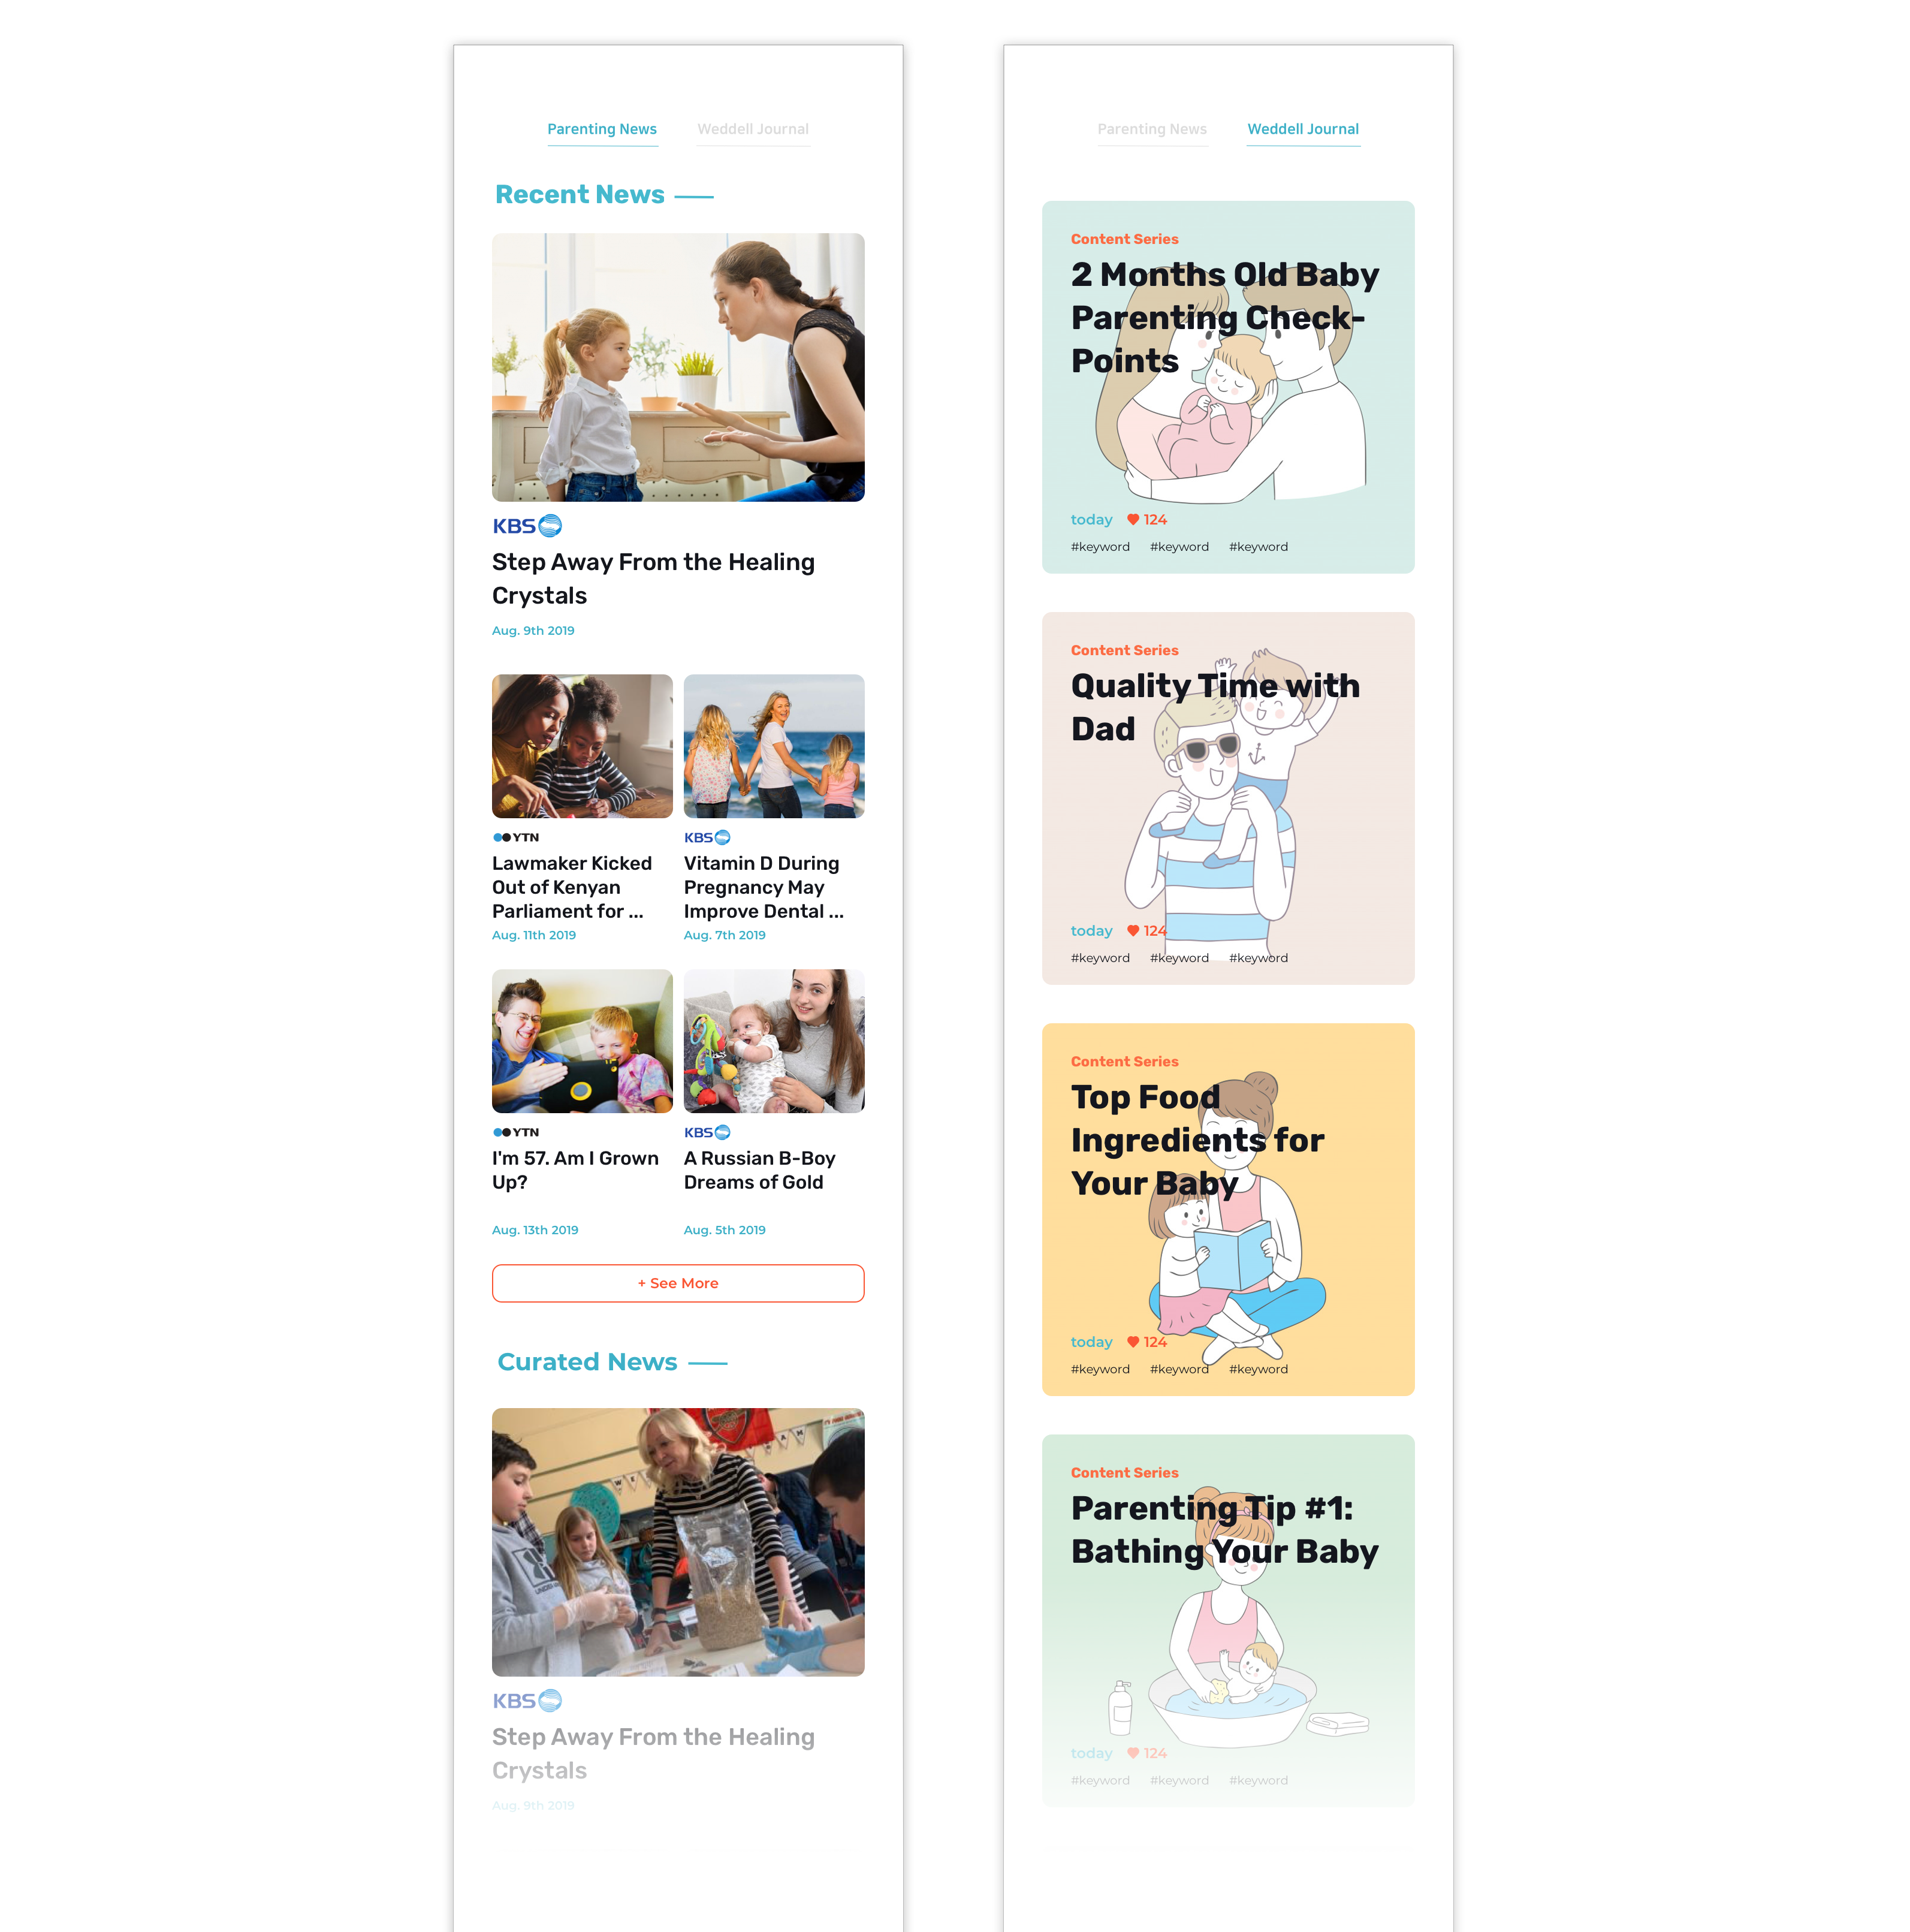 Parenting News
Weddell Journal
Recent News
KBS
Step Away From the Healing
Crystals
Aug. 9th 2019
YTN
Lawmaker Kicked
Out of Kenyan
Parliament for ...
Aug. 11th 2019
KBS
Vitamin D During
Pregnancy May
Improve Dental ...
Aug. 7th 2019
YTN
I'm 57. Am I Grown
Up?
Aug. 13th 2019
KBS
A Russian B-Boy
Dreams of Gold
Aug. 5th 2019
+ See More
Curated News
KBS
Step Away From the Healing
Crystals
Aug. 9th 2019
Parenting News
Weddell Journal
Content Series
2 Months Old Baby
Parenting Check-
Points
today 124
#keyword #keyword #keyword
Content Series
Quality Time with
Dad
today 124
#keyword #keyword #keyword
Content Series
Top Food
Ingredients for
Your Baby
today 124
#keyword #keyword #keyword
Content Series
Parenting Tip #1:
Bathing Your Baby
today 124
#keyword #keyword #keyword